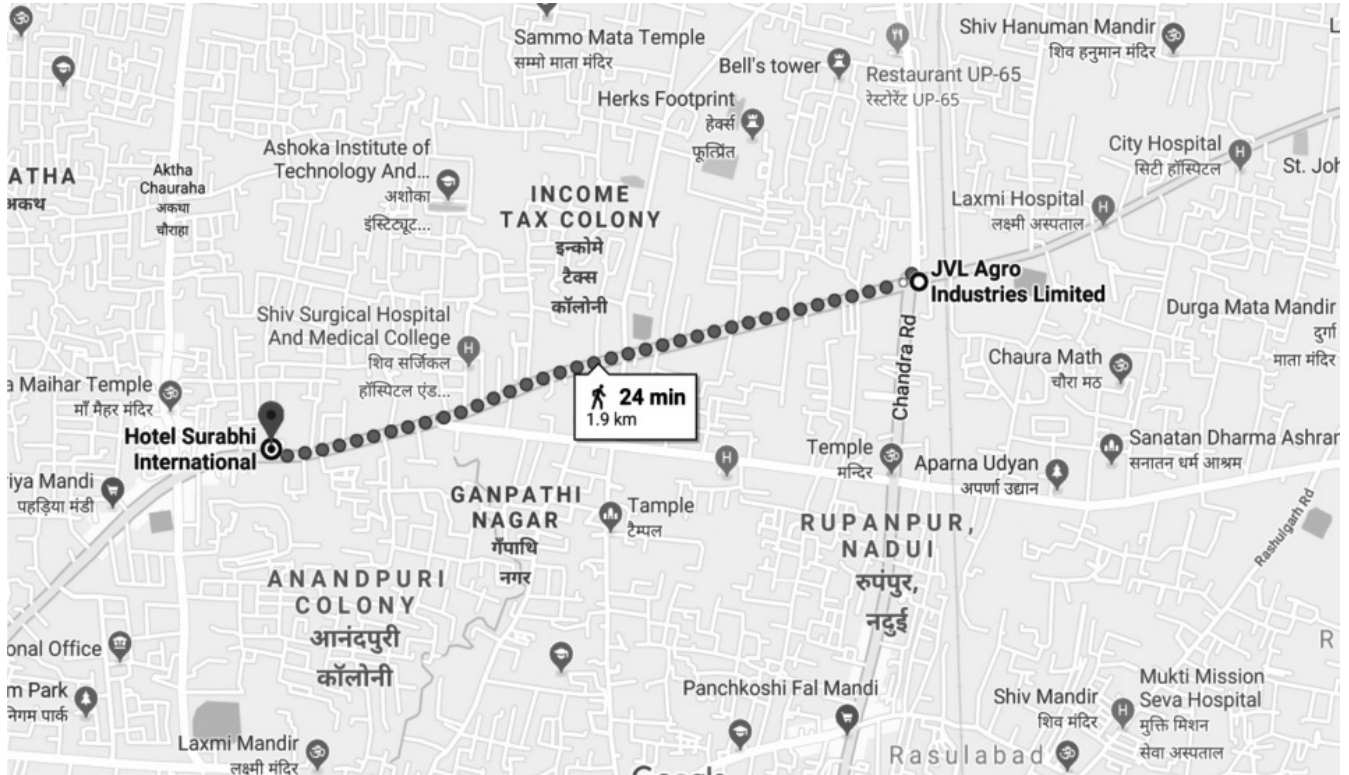 Sammo Mata Temple
सम्मो माता मंदिर
Bell's tower
Restaurant UP-65
रेस्टोरेंट UP-65
Shiv Hanuman Mandir
शिव हनुमान मंदिर
Herks Footprint
हेर्क्स
फूत्प्रिंत
City Hospital
सिटी हॉस्पिटल
St. Joh
Ashoka Institute of
Technology And...
अशोका
इंस्टिट्यूट...
ATHA
अकथ
Aktha
Chauraha
अकथा
चौराहा
INCOME
TAX COLONY
इन्कोमे
टैक्स
कॉलोनी
Laxmi Hospital
लक्ष्मी अस्पताल
JVL Agro
Industries Limited
Durga Mata Mandir
दुर्गा
माता मंदिर
Shiv Surgical Hospital
And Medical College
शिव सर्जिकल
हॉस्पिटल एंड...
Chandra Rd
Chaura Math
चौरा मठ
a Maihar Temple
माँ मैहर मंदिर
24 min
1.9 km
Hotel Surabhi
International
riya Mandi
पहड़िया मंडी
Temple
मन्दिर
Aparna Udyan
अपर्णा उद्यान
Sanatan Dharma Ashrar
सनातन धर्म आश्रम
GANPATHI
NAGAR
गँपाथि
नगर
Tample
टैम्पल
RUPANPUR,
NADUI
रुपंपुर,
Rashulgarh Rd
ANANDPURI
COLONY
आनंदपुरी
कॉलोनी
onal Office
m Park
निगम पार्क
Laxmi Mandir
लक्ष्मी मंदिर
Panchkoshi Fal Mandi
Shiv Mandir
शिव मंदिर
Mukti Mission
Seva Hospital
मुक्ति मिशन
सेवा अस्पताल
Rasulabad
R
Google